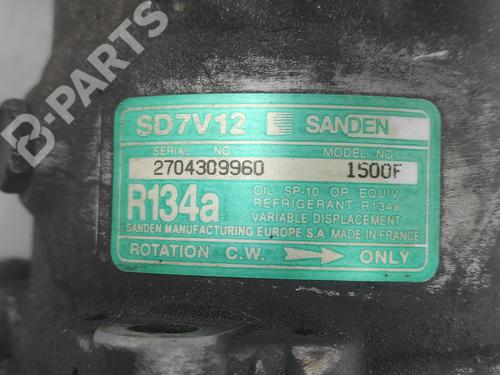 B-PARTS
SD7V12 SANDEN
SERIAL NO MODEL NO
2704309960 1500F
R134a
OIL: SP-10 OR EQUIV
REFRIGERANT-R134a
VARIABLE DISPLACEMENT
SANDEN MANUFACTURING EUROPE S.A MADE IN FRANCE
ROTATION C.W. ONLY